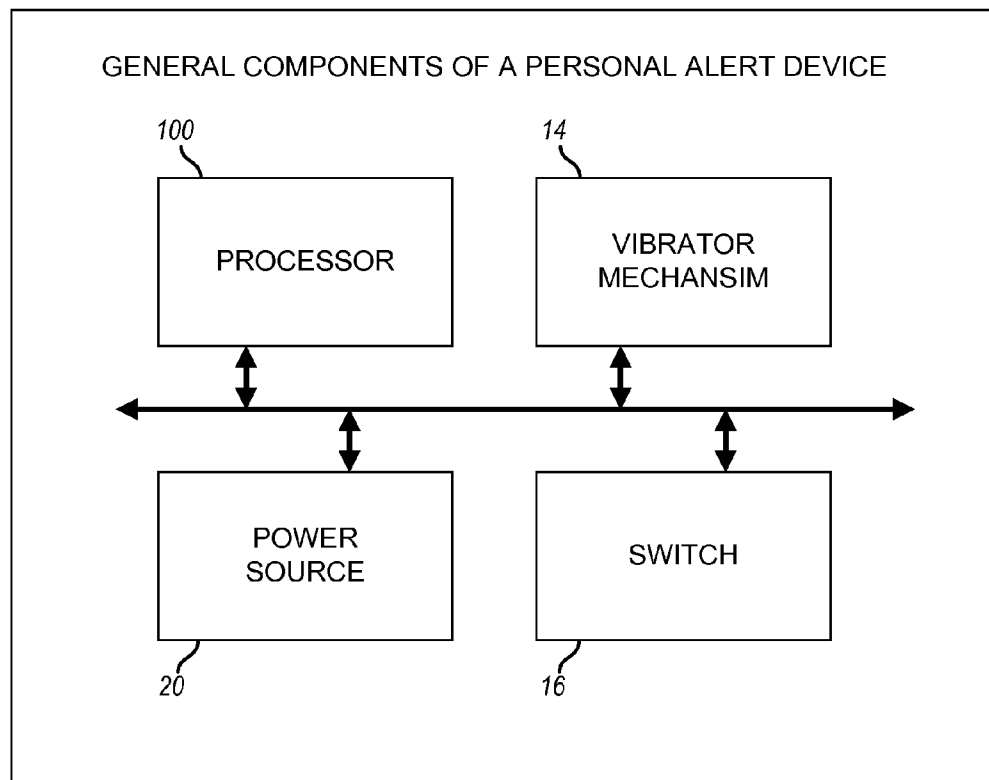 GENERAL COMPONENTS OF A PERSONAL ALERT DEVICE
100
14
PROCESSOR
VIBRATOR
MECHANSIM
POWER
SOURCE
SWITCH
20
16